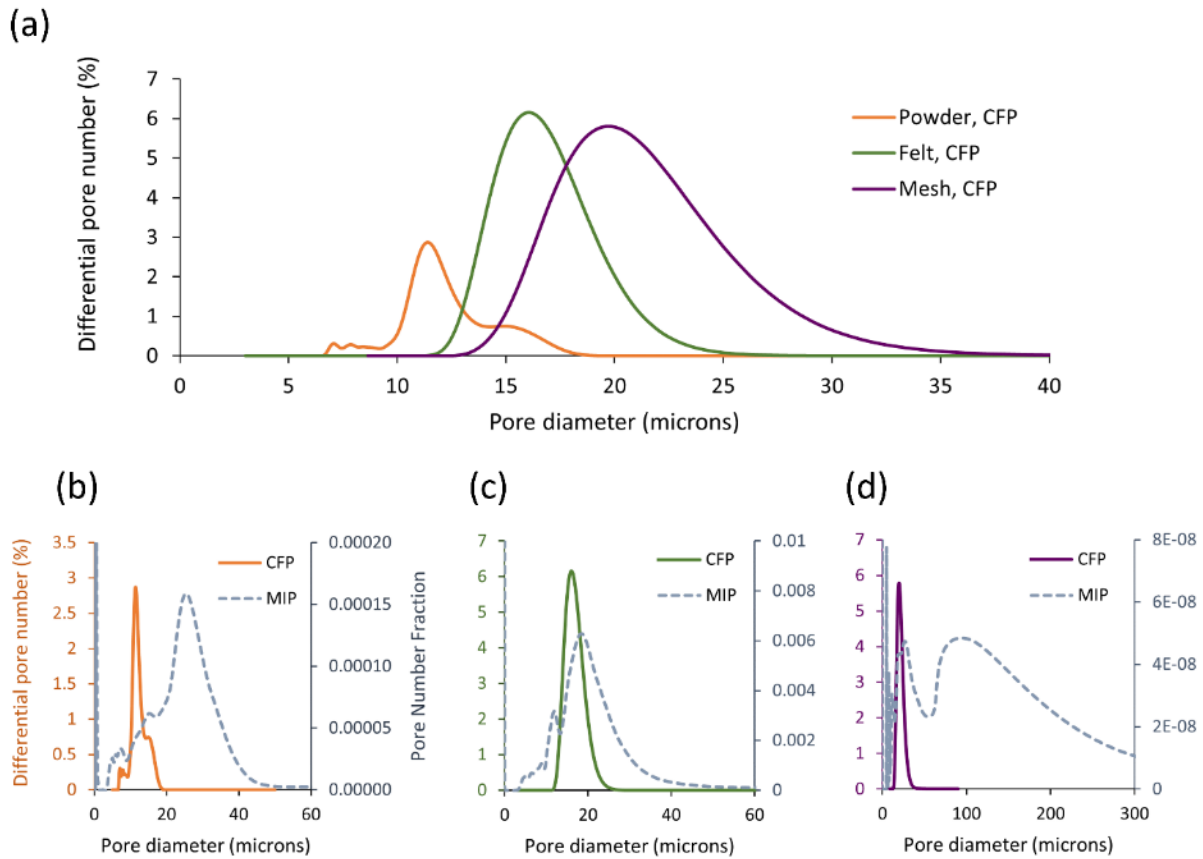 (a)
Differential pore number (%)
7
6
5
4
3
2
1
0
0 5 10 15 20 25 30 35 40
Pore diameter (microns)
Powder, CFP
Felt, CFP
Mesh, CFP
(b)
Differential pore number (%)
3.5
3
2.5
2
1.5
1
0.5
0
CFP
MIP
0.00020
0.00015
0.00010
0.00005
0.00000
Pore Number Fraction
0 20 40 60
Pore diameter (microns)
(c)
7
6
5
4
3
2
1
0
CFP
MIP
0.01
0.008
0.006
0.004
0.002
0
0 20 40 60
Pore diameter (microns)
(d)
7
6
5
4
3
2
1
0
CFP
MIP
8E-08
6E-08
4E-08
2E-08
0
0 100 200 300
Pore diameter (microns)